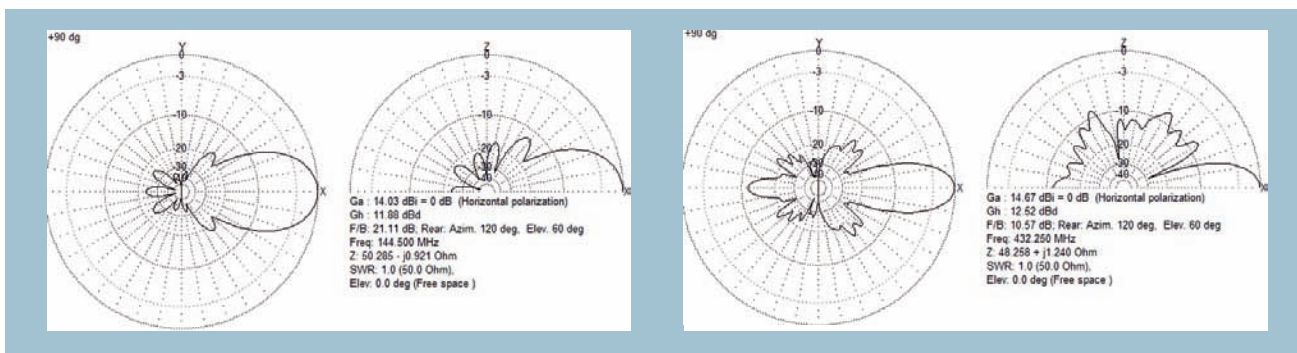 +90 dg
Y
0
-3
-10
20
30
40
X
Z
0
-3
-10
20
30
40
X
Ga : 14.03 dBi = 0 dB (Horizontal polarization)
Gh : 11.88 dBd
F/B: 21.11 dB; Rear: Azim. 120 deg, Elev. 60 deg
Freq: 144.500 MHz
Z: 50.285 - j0.921 Ohm
SWR: 1.0 (50.0 Ohm),
Elev: 0.0 deg (Free space )
+90 dg
Y
0
-3
-10
20
30
40
X
Z
0
-3
-10
20
30
40
X
Ga : 14.67 dBi = 0 dB (Horizontal polarization)
Gh : 12.52 dBd
F/B: 10.57 dB; Rear: Azim. 120 deg, Elev. 60 deg
Freq: 432.250 MHz
Z: 48.258 + j1.240 Ohm
SWR: 1.0 (50.0 Ohm),
Elev: 0.0 deg (Free space )